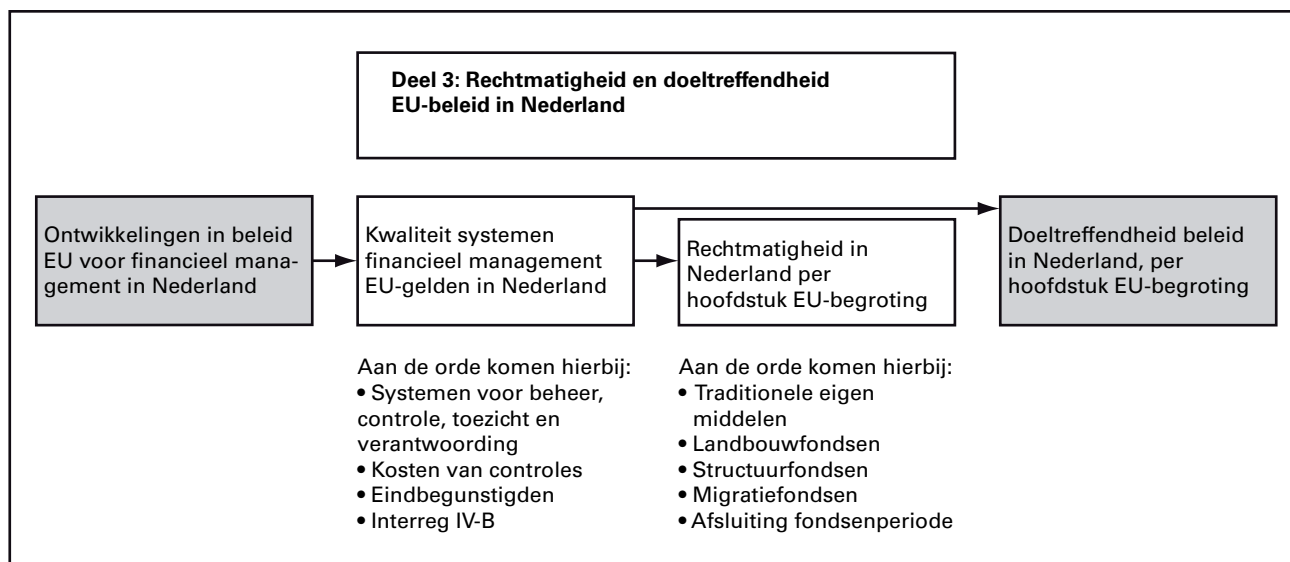 Deel 3: Rechtmatigheid en doeltreffendheid
EU-beleid in Nederland
Ontwikkelingen in beleid
EU voor financieel mana-
gement in Nederland
Kwaliteit systemen
financieel management
EU-gelden in Nederland
Rechtmatigheid in
Nederland per
hoofdstuk EU-begroting
Doeltreffendheid beleid
in Nederland, per
hoofdstuk EU-begroting
Aan de orde komen hierbij:
• Systemen voor beheer,
controle, toezicht en
verantwoording
• Kosten van controles
• Eindbegunstigden
• Interreg IV-B
Aan de orde komen hierbij:
• Traditionele eigen
middelen
• Landbouwfondsen
• Structuurfondsen
• Migratiefondsen
• Afsluiting fondsenperiode